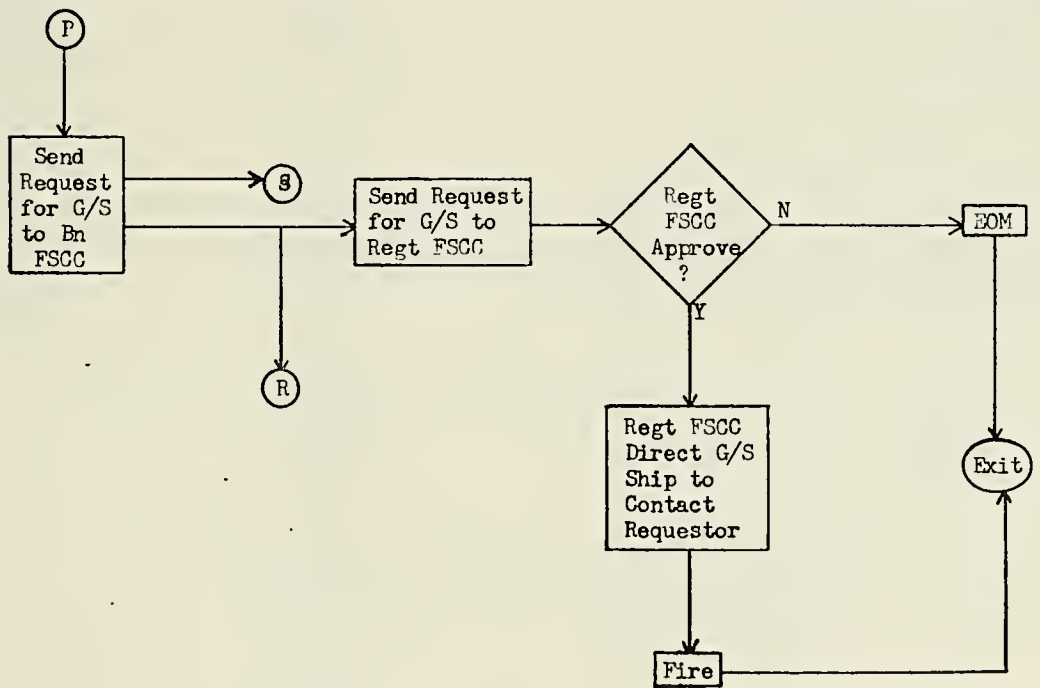 P
Send
Request
for G/S
to Bn
FSCC
S
R
Send Request
for G/S to
Regt FSCC
Regt
FSCC
Approve
?
N
Y
EOM
Regt FSCC
Direct G/S
Ship to
Contact
Requestor
Exit
Fire